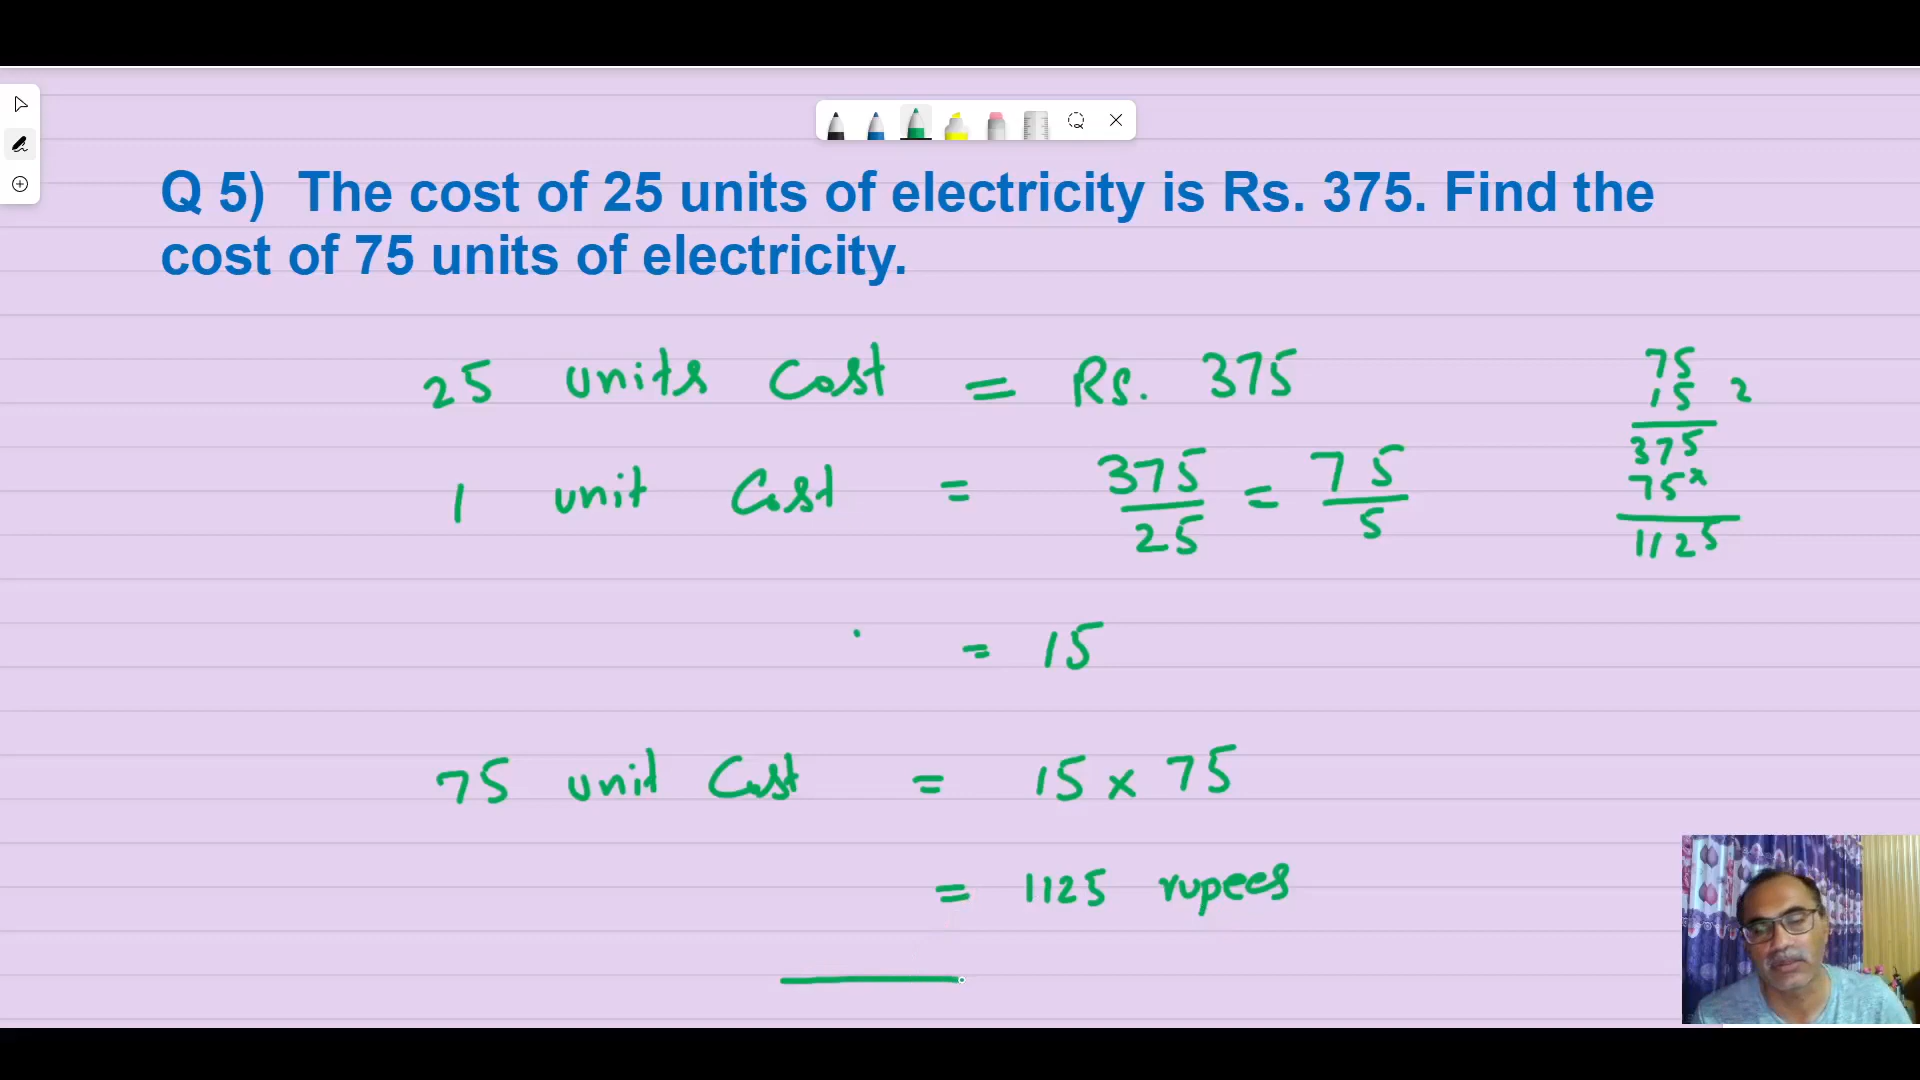 Q 5) The cost of 25 units of electricity is Rs. 375. Find the
cost of 75 units of electricity.
25 units Cost = Rs. 375
1 unit Cost = 375/25 = 75/5
= 15
75 unit Cost = 15 x 75
= 1125 rupees
75
15 2
375
75x
1125